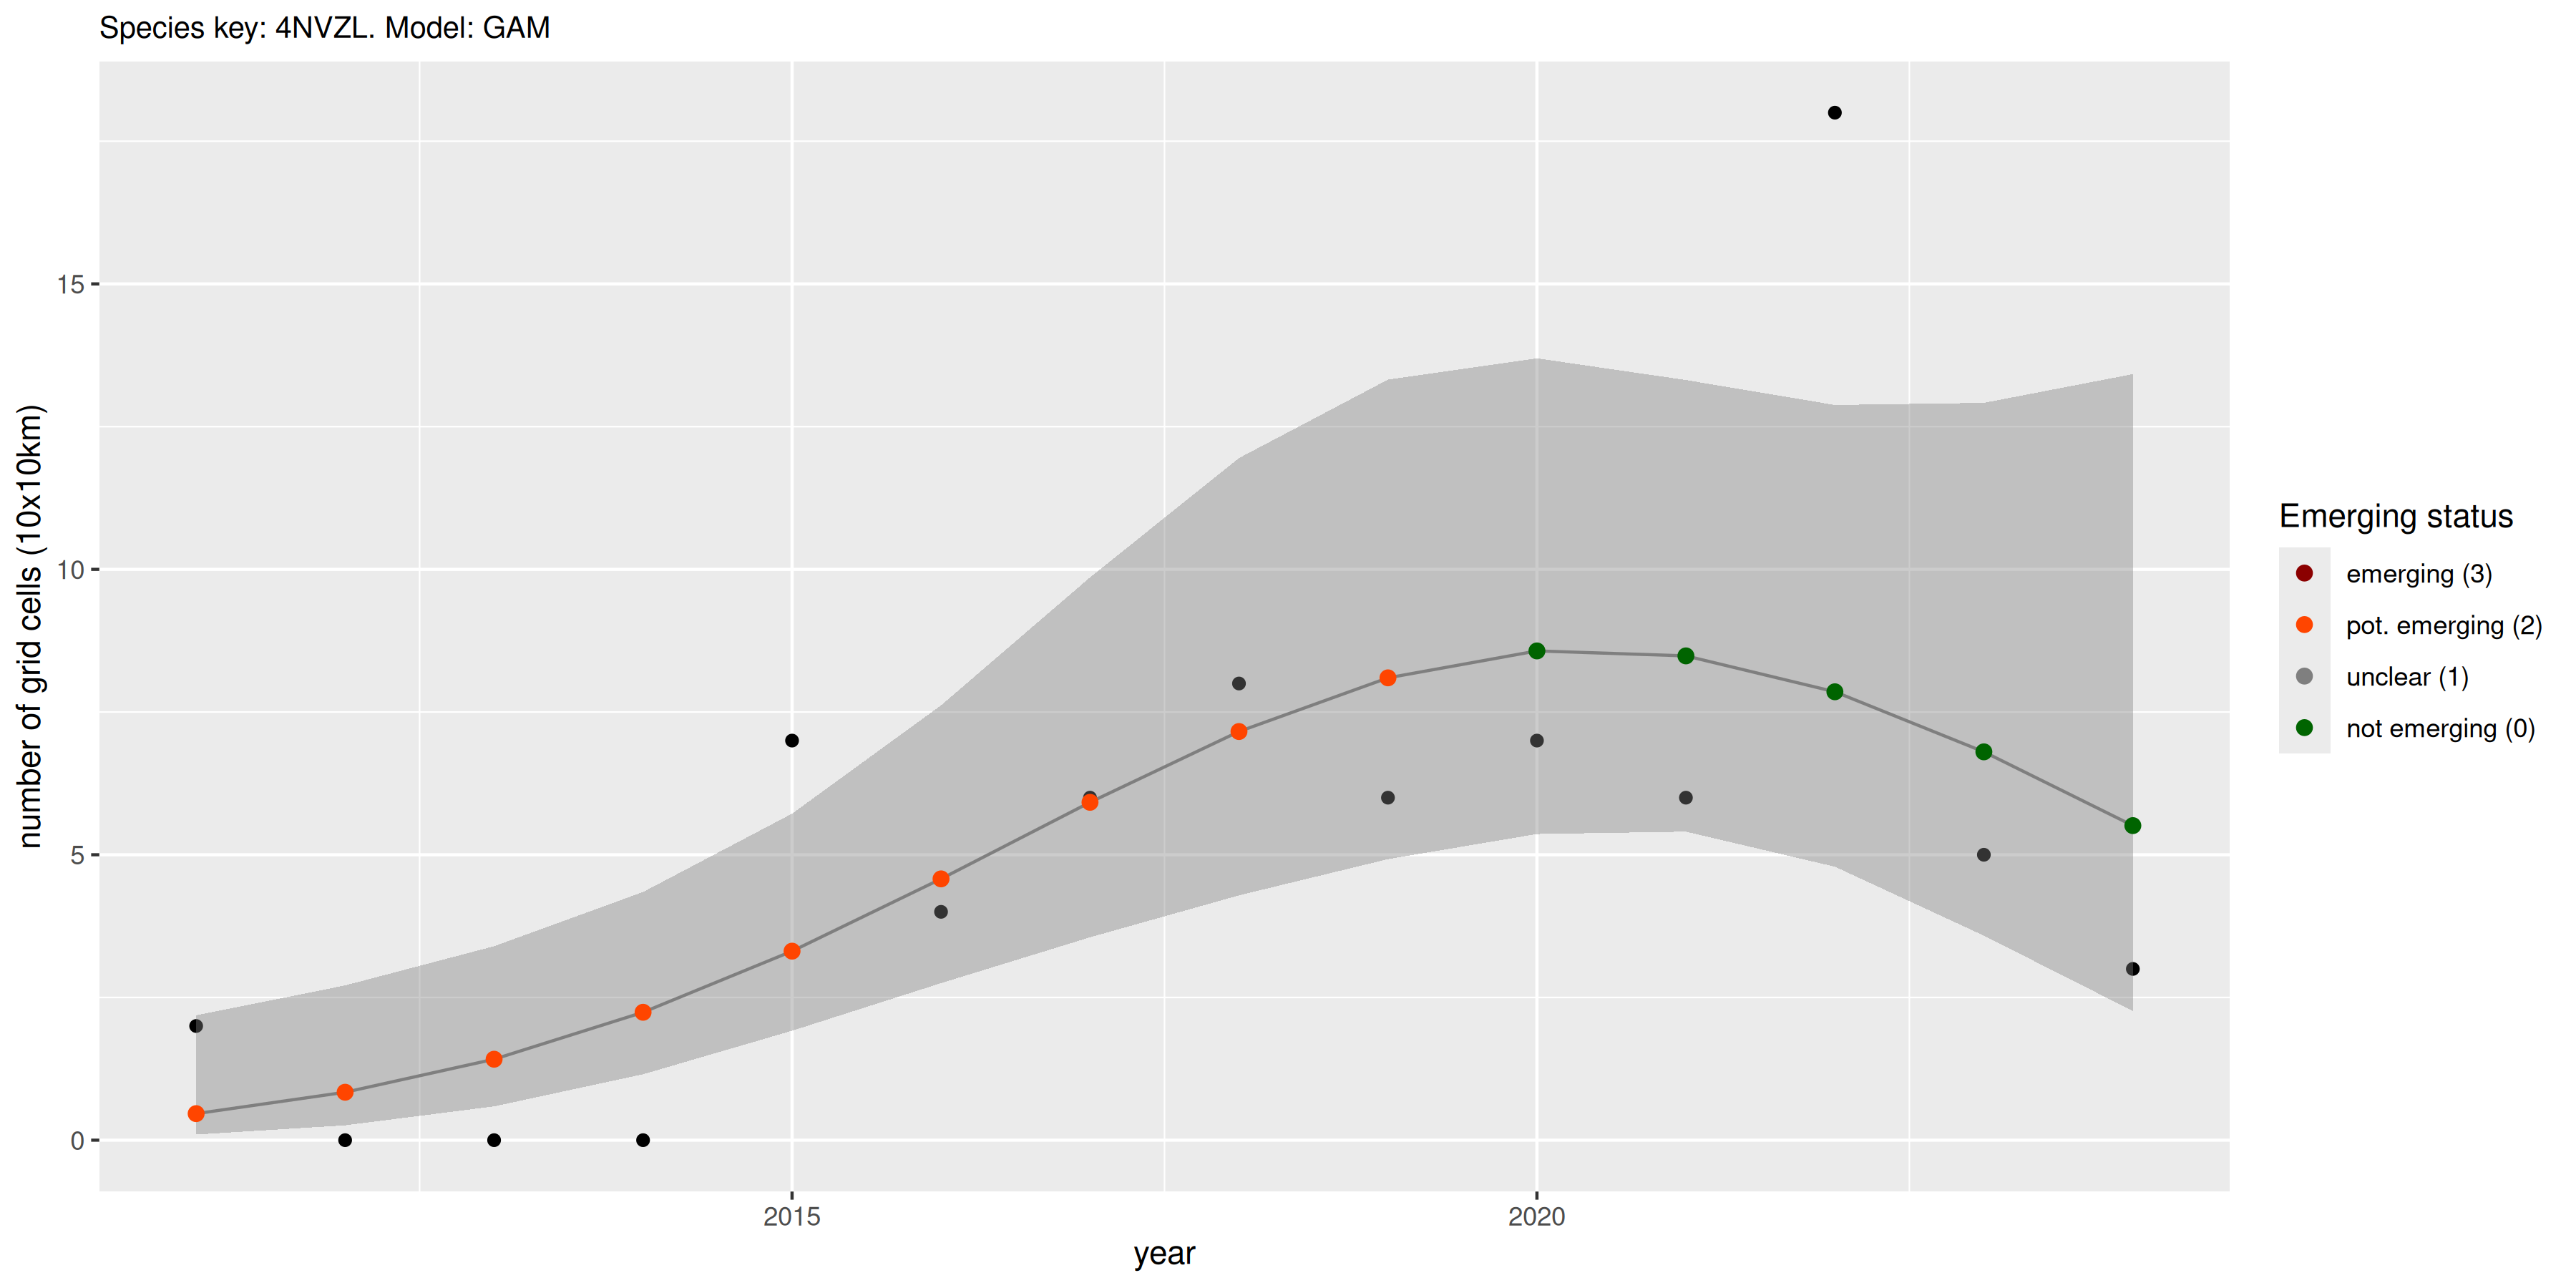 Species key: 4NVZL. Model: GAM
number of grid cells (10x10km)
15
10
5
0
2015
2020
year
Emerging status
emerging (3)
pot. emerging (2)
unclear (1)
not emerging (0)